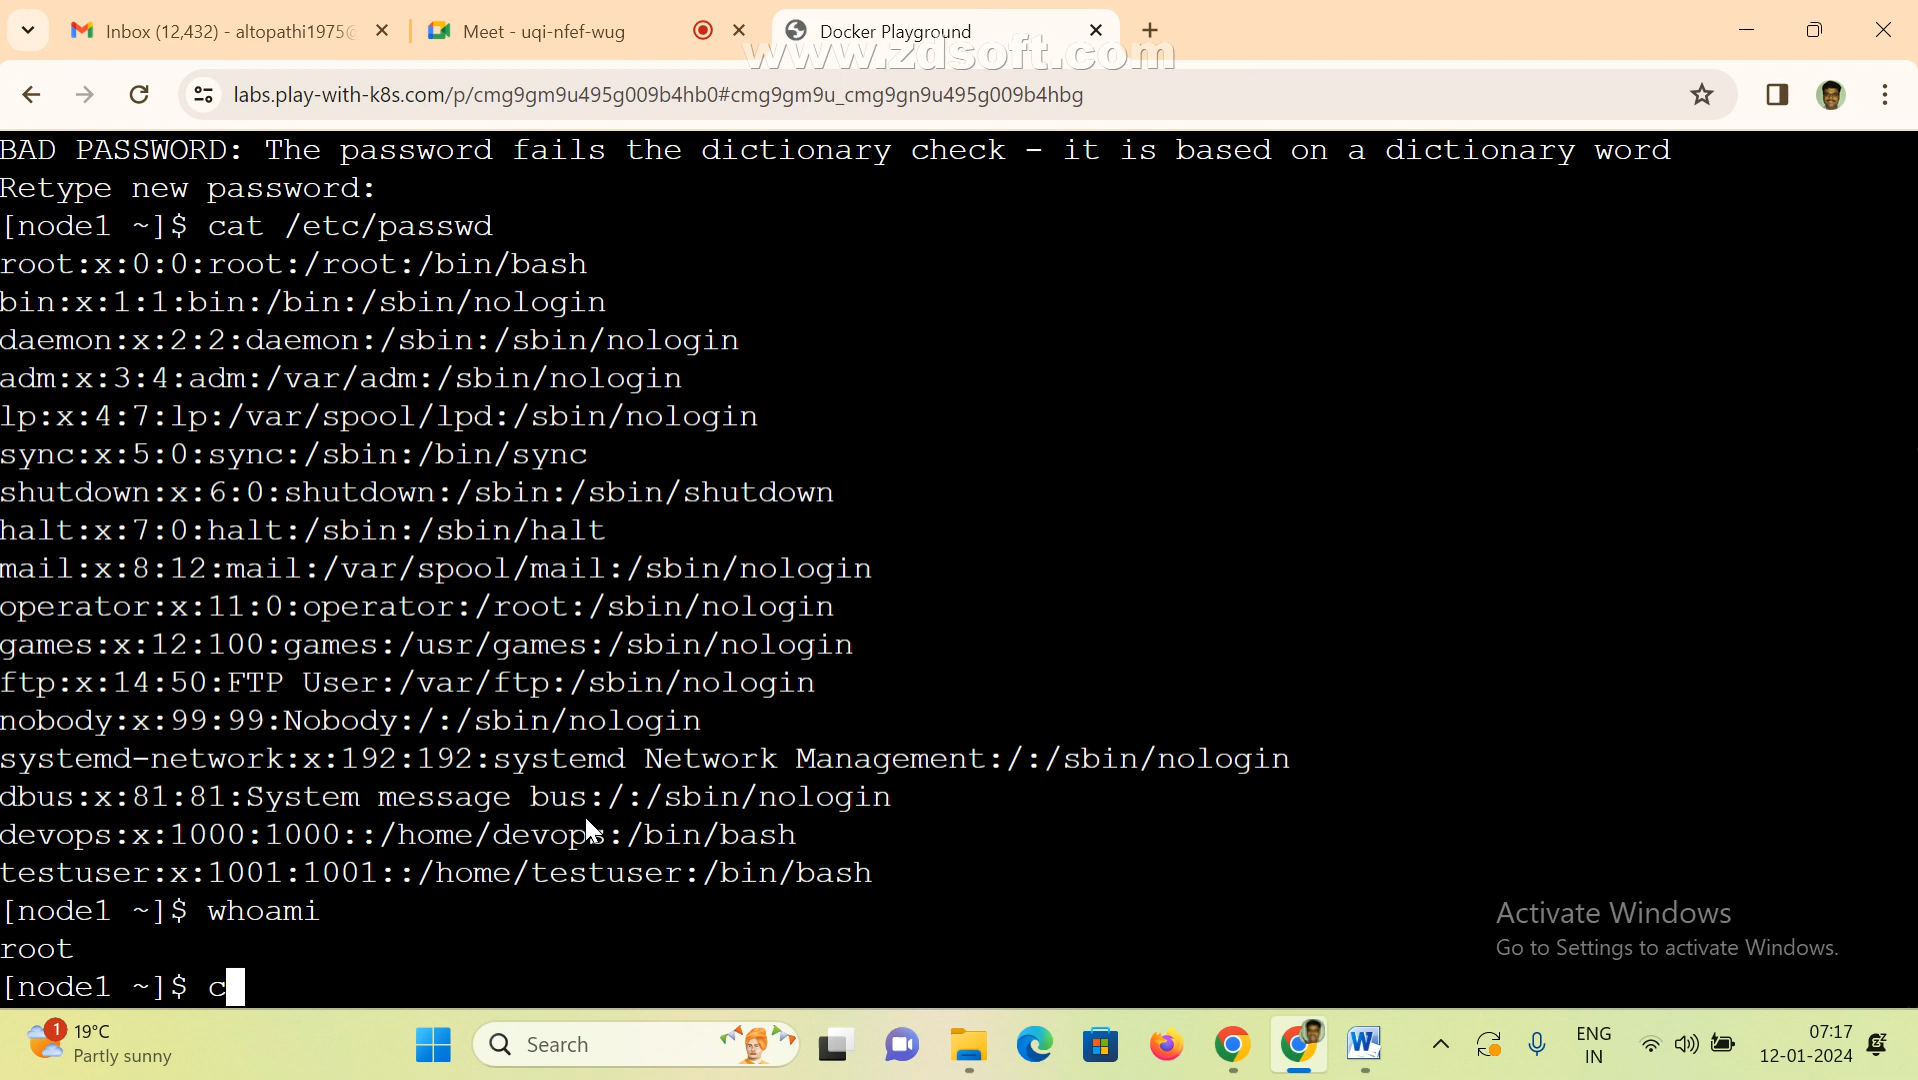 Inbox (12,432) - altopathi1975@
Meet - uqi-nfef-wug
Docker Playground
www.zdsoft.com
labs.play-with-k8s.com/p/cmg9gm9u495g009b4hb0#cmg9gm9u_cmg9gn9u495g009b4hbg
BAD PASSWORD: The password fails the dictionary check - it is based on a dictionary word
Retype new password:
[node1 ~]$ cat /etc/passwd
root:x:0:0:root:/root:/bin/bash
bin:x:1:1:bin:/bin:/sbin/nologin
daemon:x:2:2:daemon:/sbin:/sbin/nologin
adm:x:3:4:adm:/var/adm:/sbin/nologin
lp:x:4:7:lp:/var/spool/lpd:/sbin/nologin
sync:x:5:0:sync:/sbin:/bin/sync
shutdown:x:6:0:shutdown:/sbin:/sbin/shutdown
halt:x:7:0:halt:/sbin:/sbin/halt
mail:x:8:12:mail:/var/spool/mail:/sbin/nologin
operator:x:11:0:operator:/root:/sbin/nologin
games:x:12:100:games:/usr/games:/sbin/nologin
ftp:x:14:50:FTP User:/var/ftp:/sbin/nologin
nobody:x:99:99:Nobody:/:/sbin/nologin
systemd-network:x:192:192:systemd Network Management:/:/sbin/nologin
dbus:x:81:81:System message bus:/:/sbin/nologin
devops:x:1000:1000::/home/devops:/bin/bash
testuser:x:1001:1001::/home/testuser:/bin/bash
[node1 ~]$ whoami
root
[node1 ~]$ c
Activate Windows
Go to Settings to activate Windows.
1
19°C
Partly sunny
Search
W
ENG
IN
07:17
12-01-2024